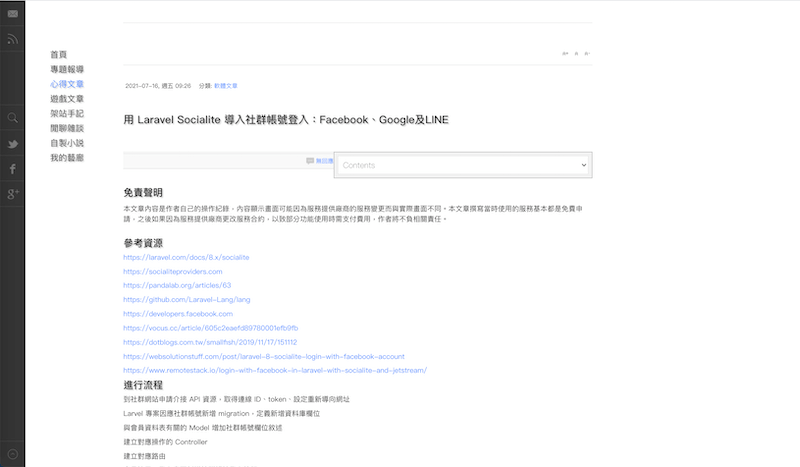 首頁
專題報導
心得文章
遊戲文章
架站手記
閒聊雜談
自製小說
我的藝廊
2021-07-16, 週五 09:26 分類: 軟體文章
用 Laravel Socialite 導入社群帳號登入：Facebook、Google及LINE
無回應
Contents
免責聲明
本文章內容是作者自己的操作紀錄，內容顯示畫面可能因為服務提供廠商的服務變更而與實際畫面不同。本文章撰寫當時使用的服務基本都是免費申
請，之後如果因為服務提供廠商更改服務合約，以致部分功能使用時需支付費用，作者將不負相關責任。
參考資源
https://laravel.com/docs/8.x/socialite
https://socialiteproviders.com
https://pandalab.org/articles/63
https://github.com/Laravel-Lang/lang
https://developers.facebook.com
https://vocus.cc/article/605c2eaefd89780001efb9fb
https://dotblogs.com.tw/smallfish/2019/11/17/151112
https://websolutionstuff.com/post/laravel-8-socialite-login-with-facebook-account
https://www.remotestack.io/login-with-facebook-in-laravel-with-socialite-and-jetstream/
進行流程
到社群網站申請介接 API 資源，取得連線 ID、token、設定重新導向網址
Larvel 專案因應社群帳號新增 migration，定義新增資料庫欄位
與會員資料表有關的 Model 增加社群帳號欄位敘述
建立對應操作的 Controller
建立對應路由